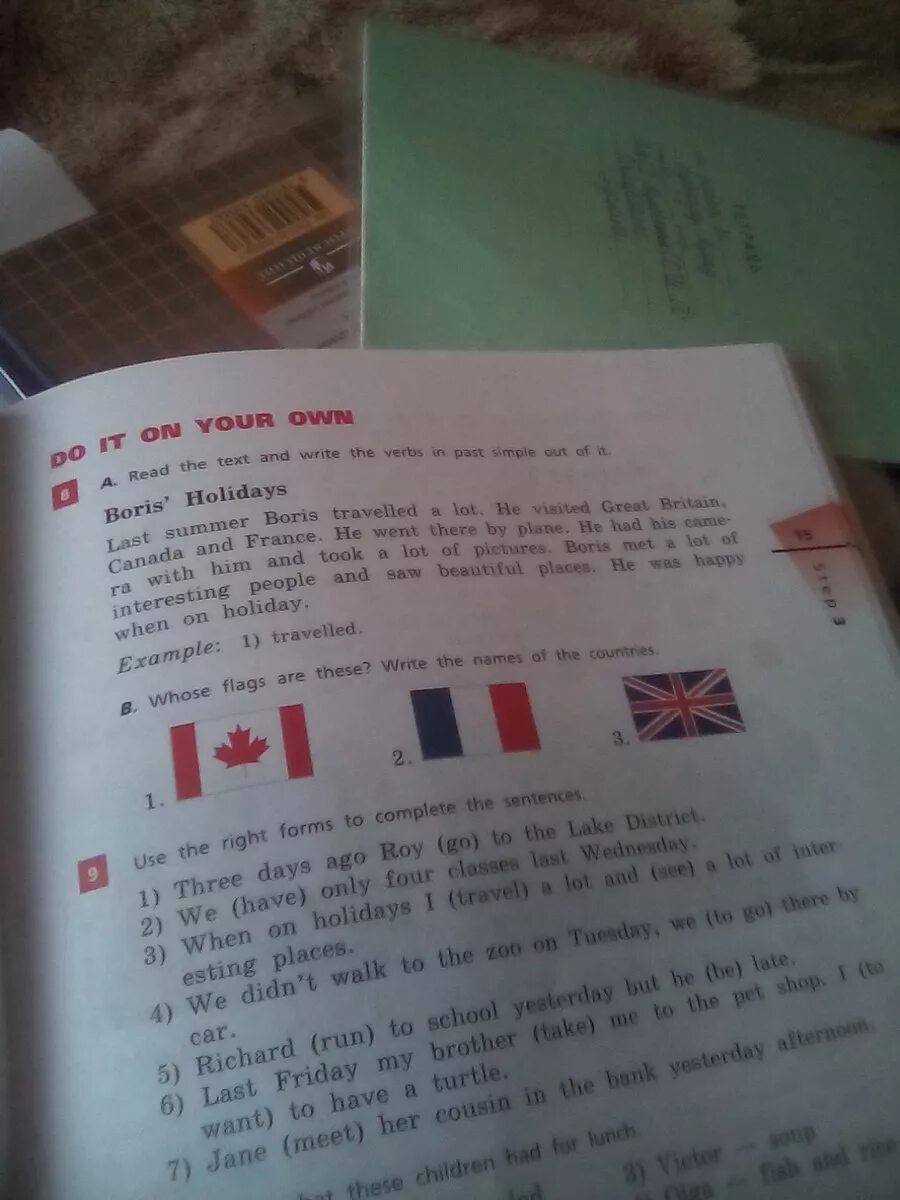 ТЕТРАДЬ
DO IT ON YOUR OWN
8
A. Read the text and write the verbs in past simple out of it.
Boris' Holidays
Last summer Boris travelled a lot. He visited Great Britain,
Canada and France. He went there by plane. He had his came-
ra with him and took a lot of pictures. Boris met a lot of
interesting people and saw beautiful places. He was happy
when on holiday.
15
Step 3
Example: 1) travelled.
B. Whose flags are these? Write the names of the countries.
1.
2.
3.
9
Use the right forms to complete the sentences.
1) Three days ago Roy (go) to the Lake District.
2) We (have) only four classes last Wednesday.
3) When on holidays I (travel) a lot and (see) a lot of inter-
esting places.
4) We didn't walk to the zoo on Tuesday, we (to go) there by
car.
5) Richard (run) to school yesterday but he (be) late.
6) Last Friday my brother (take) me to the pet shop. I (to
want) to have a turtle.
7) Jane (meet) her cousin in the bank yesterday afternoon.
these children had for lunch.
3) Victor — soup
Olga — fish and rice